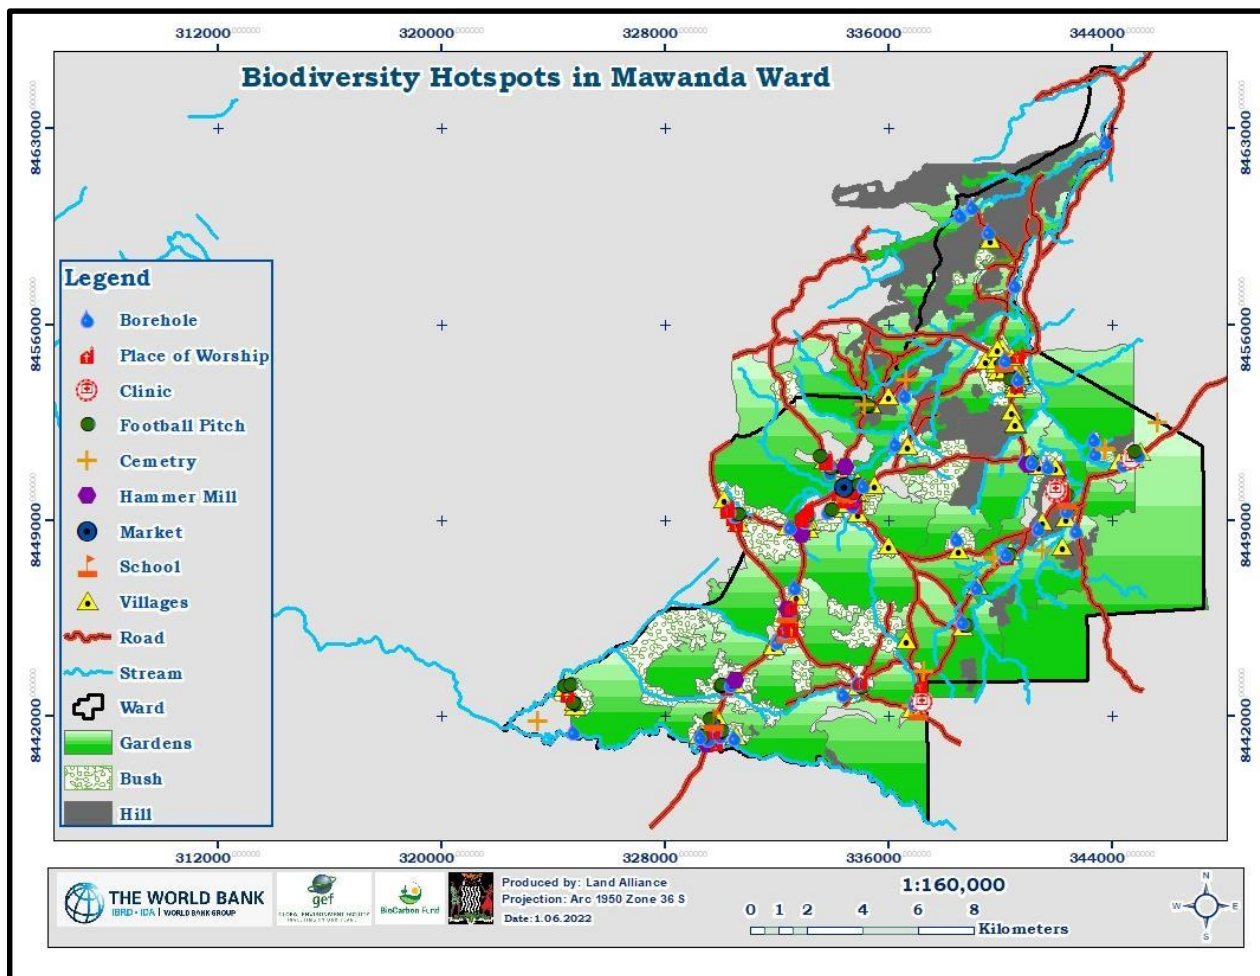 312000 320000 328000 336000 344000
Biodiversity Hotspots in Mawanda Ward
8463000 8463000
8456000 8456000
8449000 8449000
8442000 8442000
Legend
Borehole
Place of Worship
Clinic
Football Pitch
Cemetry
Hammer Mill
Market
School
Villages
Road
Stream
Ward
Gardens
Bush
Hill
312000 320000 328000 336000 344000
THE WORLD BANK
IBRD • IDA | WORLD BANK GROUP
gef
GLOBAL ENVIRONMENT FACILITY
BioCarbon Fund
Produced by: Land Alliance
Projection: Arc 1950 Zone 36 S
Date: 1.06.2022
1:160,000
0 1 2 4 6 8
Kilometers
N
W E
S